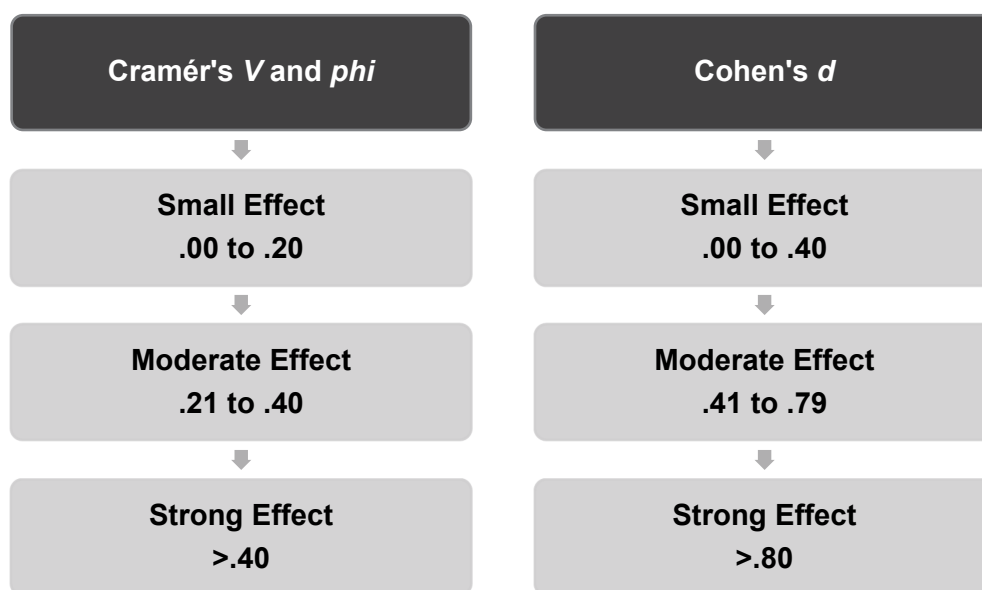 Cramér's V and phi
Small Effect
.00 to .20
Moderate Effect
.21 to .40
Strong Effect
>.40
Cohen's d
Small Effect
.00 to .40
Moderate Effect
.41 to .79
Strong Effect
>.80